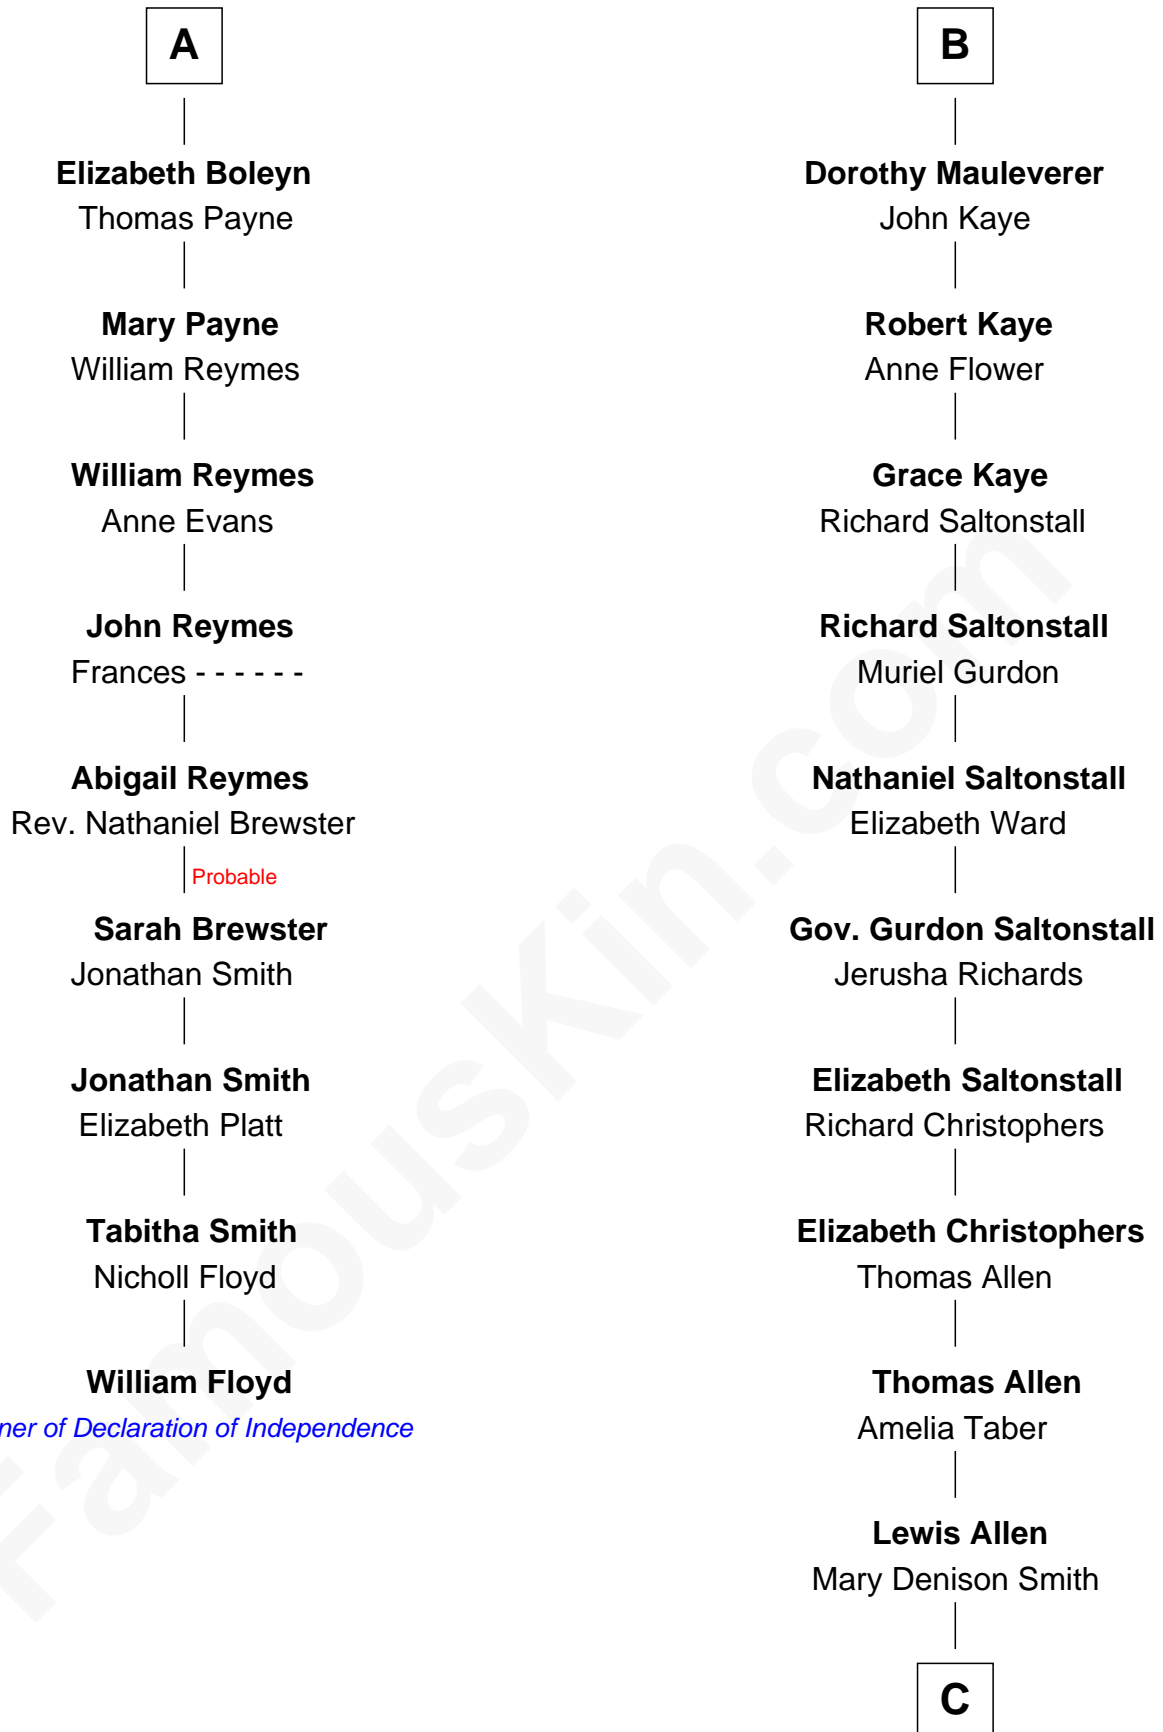 A
Elizabeth Boleyn
Thomas Payne
Mary Payne
William Reymes
William Reymes
Anne Evans
John Reymes
Frances - - - - - -
Abigail Reymes
Rev. Nathaniel Brewster
Probable
Sarah Brewster
Jonathan Smith
Jonathan Smith
Elizabeth Platt
Tabitha Smith
Nicholl Floyd
William Floyd
ner of Declaration of Independence
B
Dorothy Mauleverer
John Kaye
Robert Kaye
Anne Flower
Grace Kaye
Richard Saltonstall
Richard Saltonstall
Muriel Gurdon
Nathaniel Saltonstall
Elizabeth Ward
Gov. Gurdon Saltonstall
Jerusha Richards
Elizabeth Saltonstall
Richard Christophers
Elizabeth Christophers
Thomas Allen
Thomas Allen
Amelia Taber
Lewis Allen
Mary Denison Smith
C
FamousKin.com